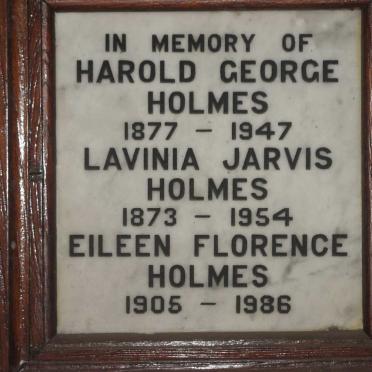 IN MEMORY OF
HAROLD GEORGE
HOLMES
1877 – 1947
LAVINIA JARVIS
HOLMES
1873 – 1954
EILEEN FLORENCE
HOLMES
1905 – 1986